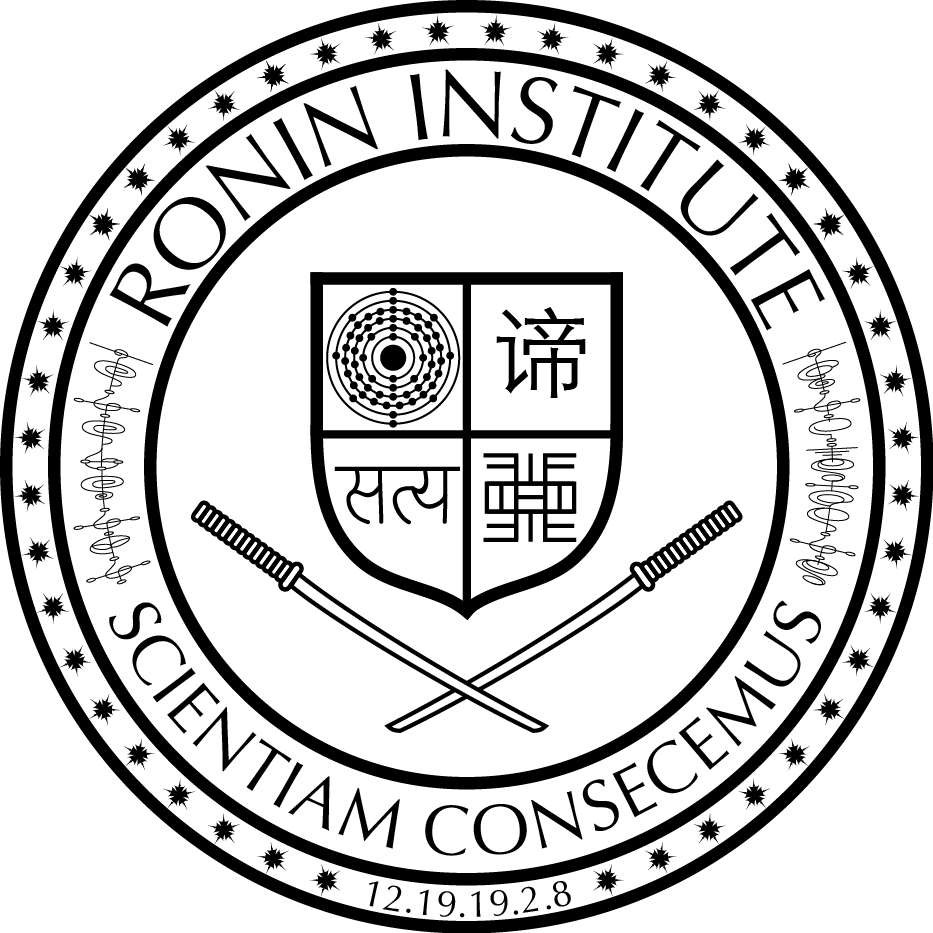 RONIN INSTITUTE
谛
सत्य
SCIENTIAM CONSECEMUS
12.19.19.2.8